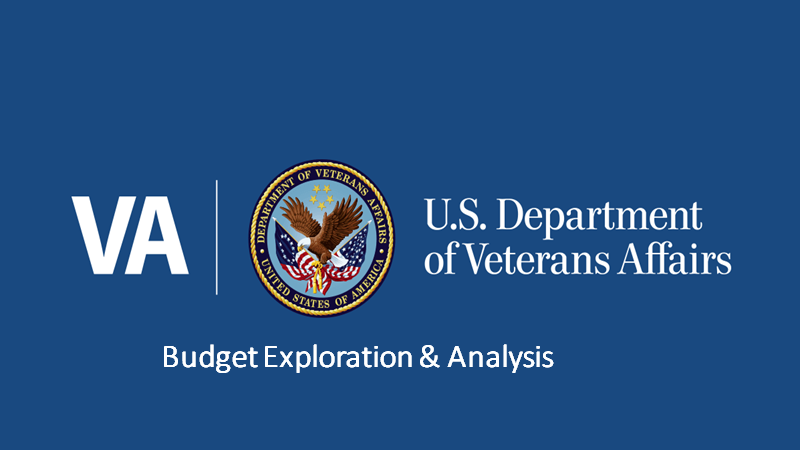 VA
DEPARTMENT OF VETERANS AFFAIRS
UNITED STATES OF AMERICA
U.S. Department
of Veterans Affairs
Budget Exploration & Analysis